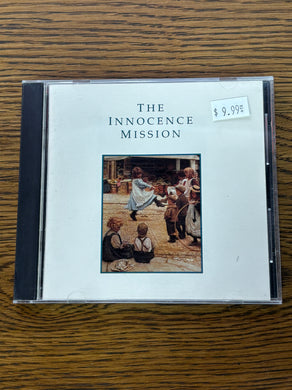 THE
INNOCENCE
MISSION
$ 9.99